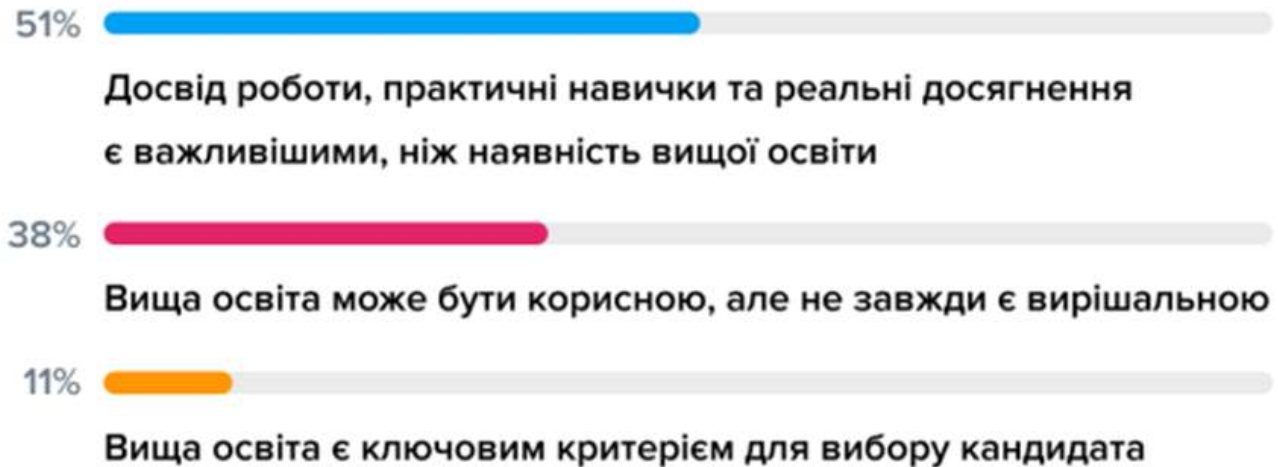 51%
Досвід роботи, практичні навички та реальні досягнення
є важливішими, ніж наявність вищої освіти
38%
Вища освіта може бути корисною, але не завжди є вирішальною
11%
Вища освіта є ключовим критерієм для вибору кандидата